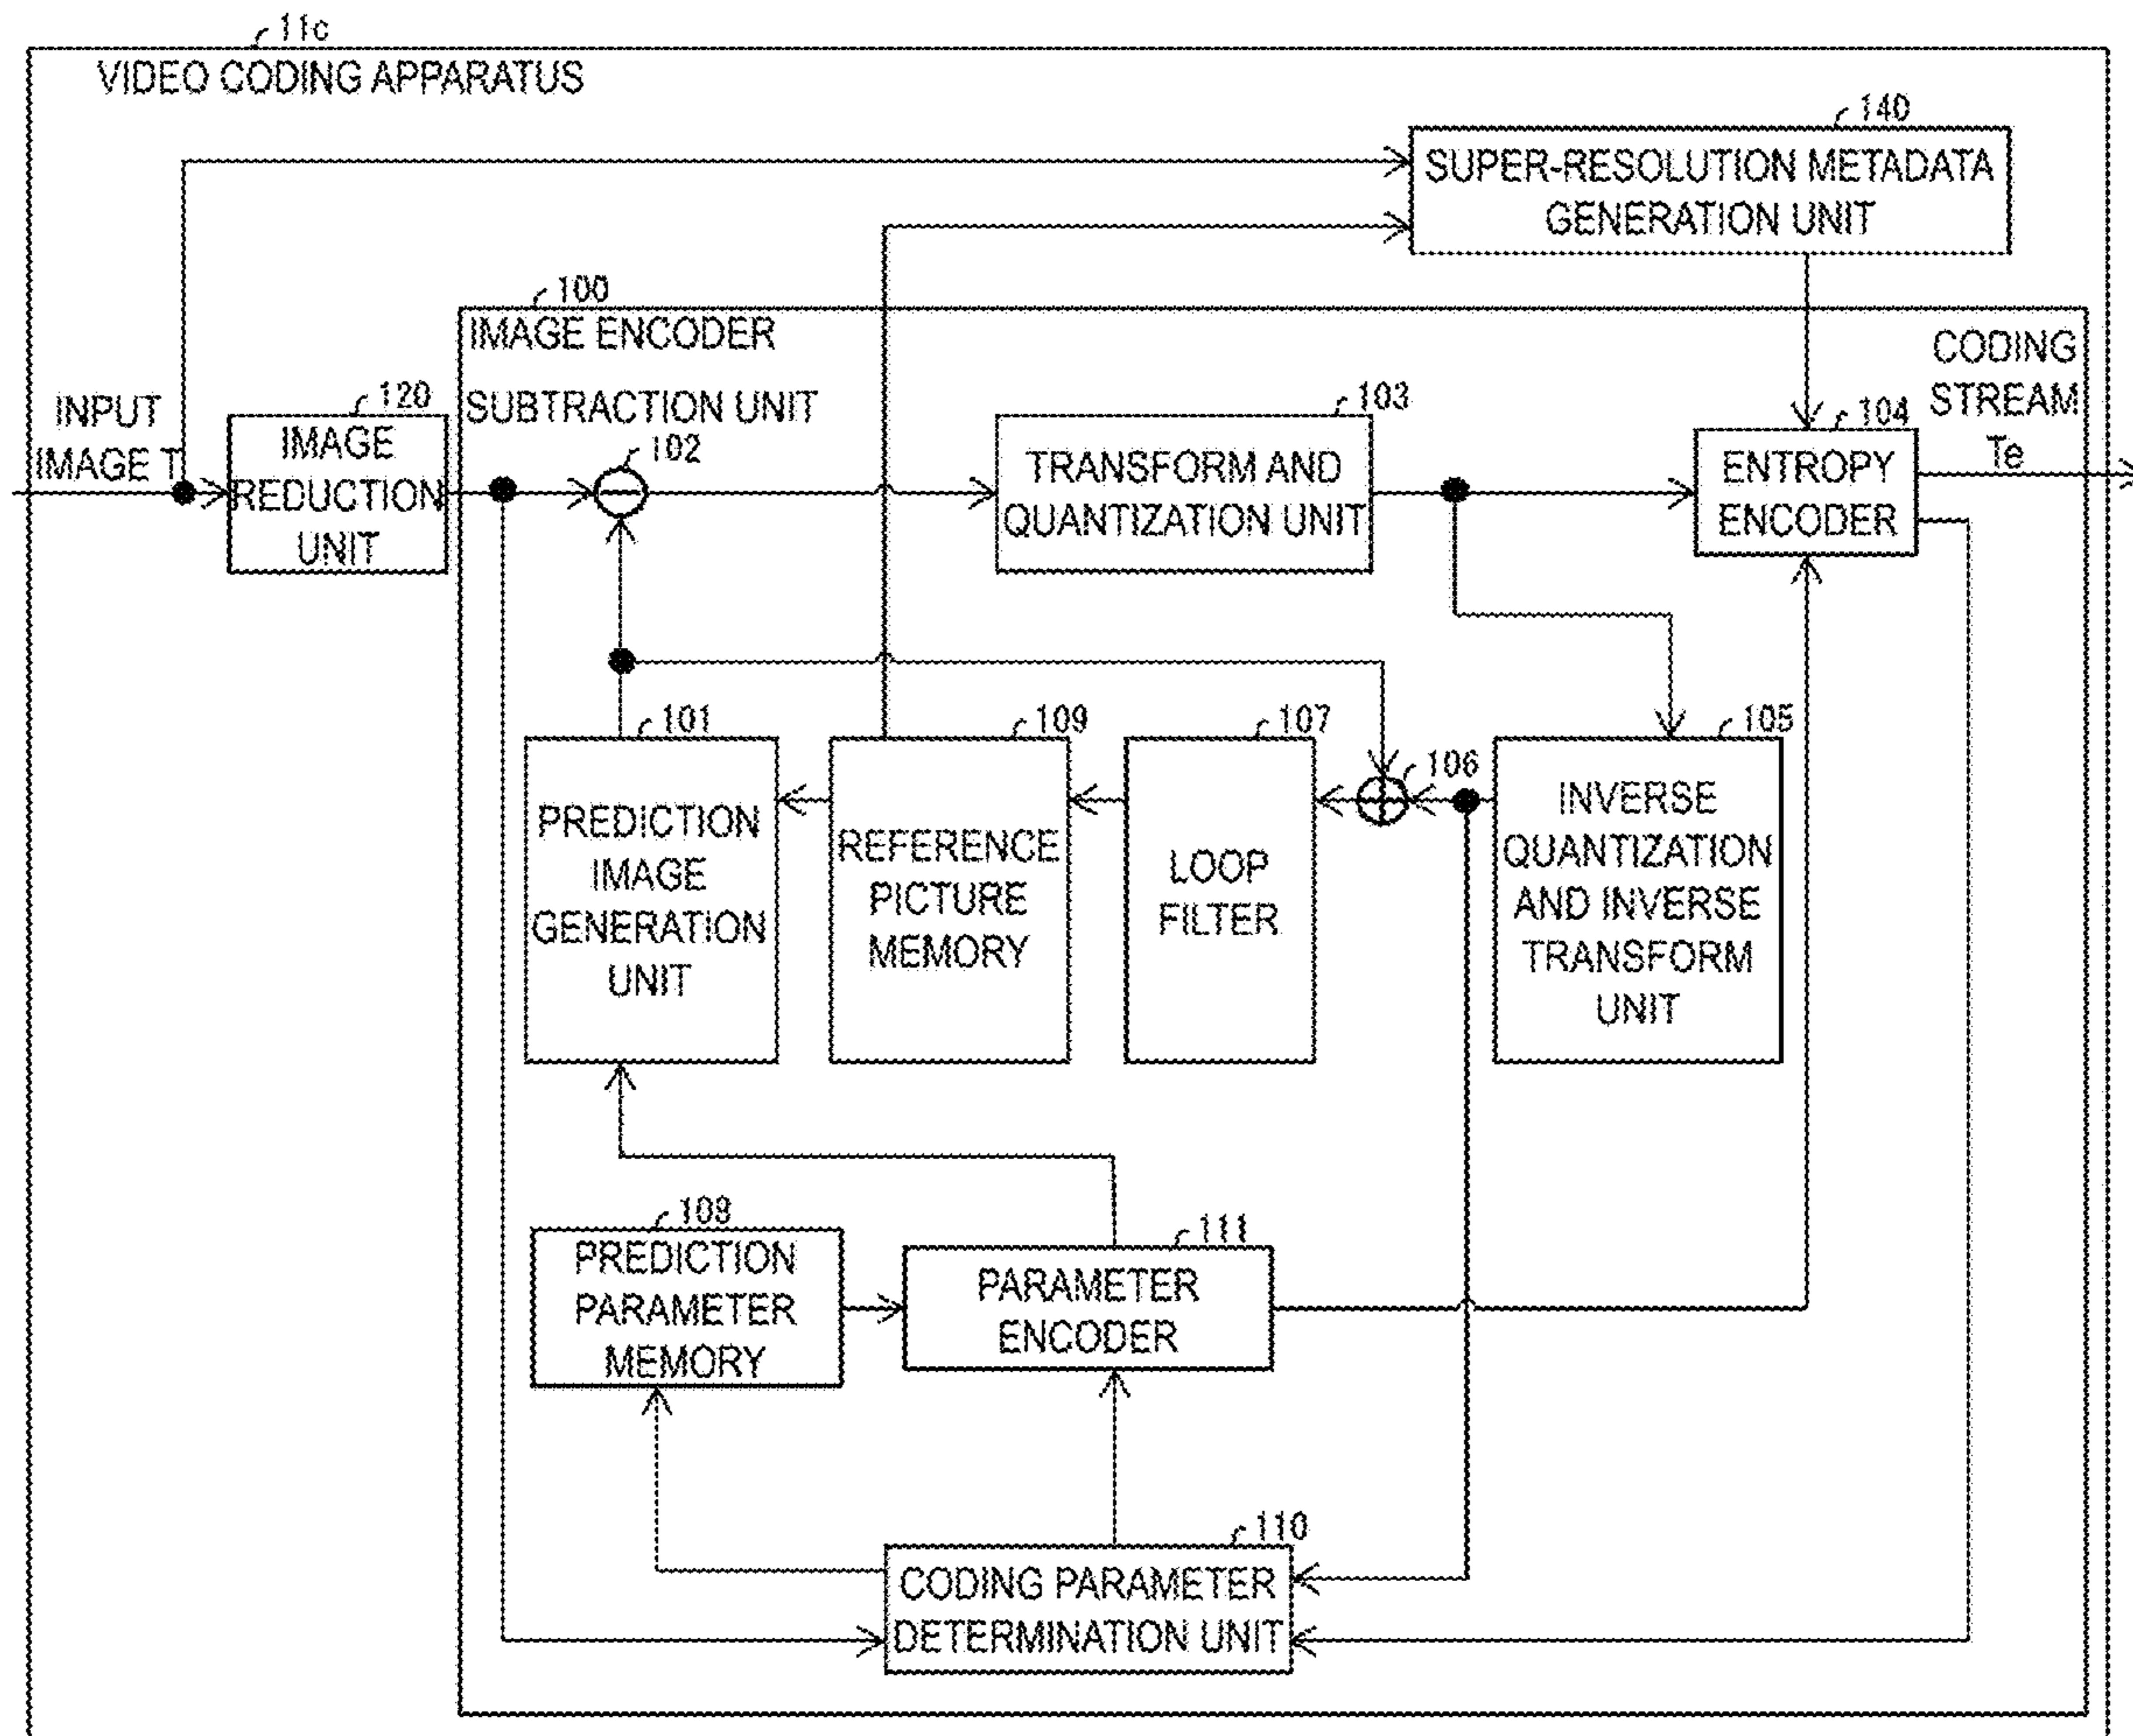 11c
VIDEO CODING APPARATUS
140
SUPER-RESOLUTION METADATA
GENERATION UNIT
100
IMAGE ENCODER
CODING
STREAM
Te
INPUT
IMAGE T
120
IMAGE
REDUCTION
UNIT
SUBTRACTION UNIT
102
103
TRANSFORM AND
QUANTIZATION UNIT
104
ENTROPY
ENCODER
101
PREDICTION
IMAGE
GENERATION
UNIT
109
REFERENCE
PICTURE
MEMORY
107
LOOP
FILTER
106
105
INVERSE
QUANTIZATION
AND INVERSE
TRANSFORM
UNIT
108
PREDICTION
PARAMETER
MEMORY
111
PARAMETER
ENCODER
110
CODING PARAMETER
DETERMINATION UNIT